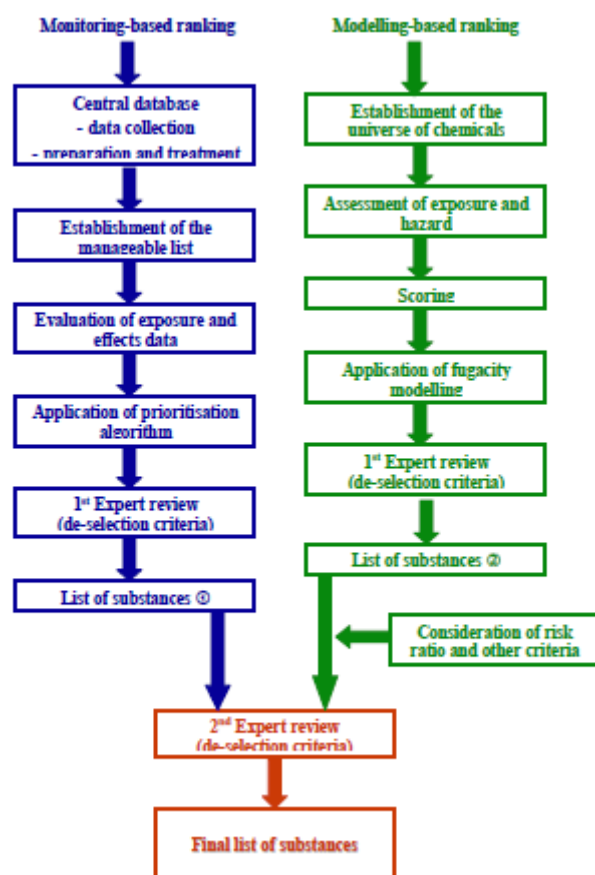 Monitoring-based ranking
Central database
- data collection
- preparation and treatment
Establishment of the
manageable list
Evaluation of exposure and
effects data
Application of prioritisation
algorithm
1st Expert review
(de-selection criteria)
List of substances ①
Modelling-based ranking
Establishment of the
universe of chemicals
Assessment of exposure and
hazard
Scoring
Application of fugacity
modelling
1st Expert review
(de-selection criteria)
List of substances ②
Consideration of risk
ratio and other criteria
2nd Expert review
(de-selection criteria)
Final list of substances